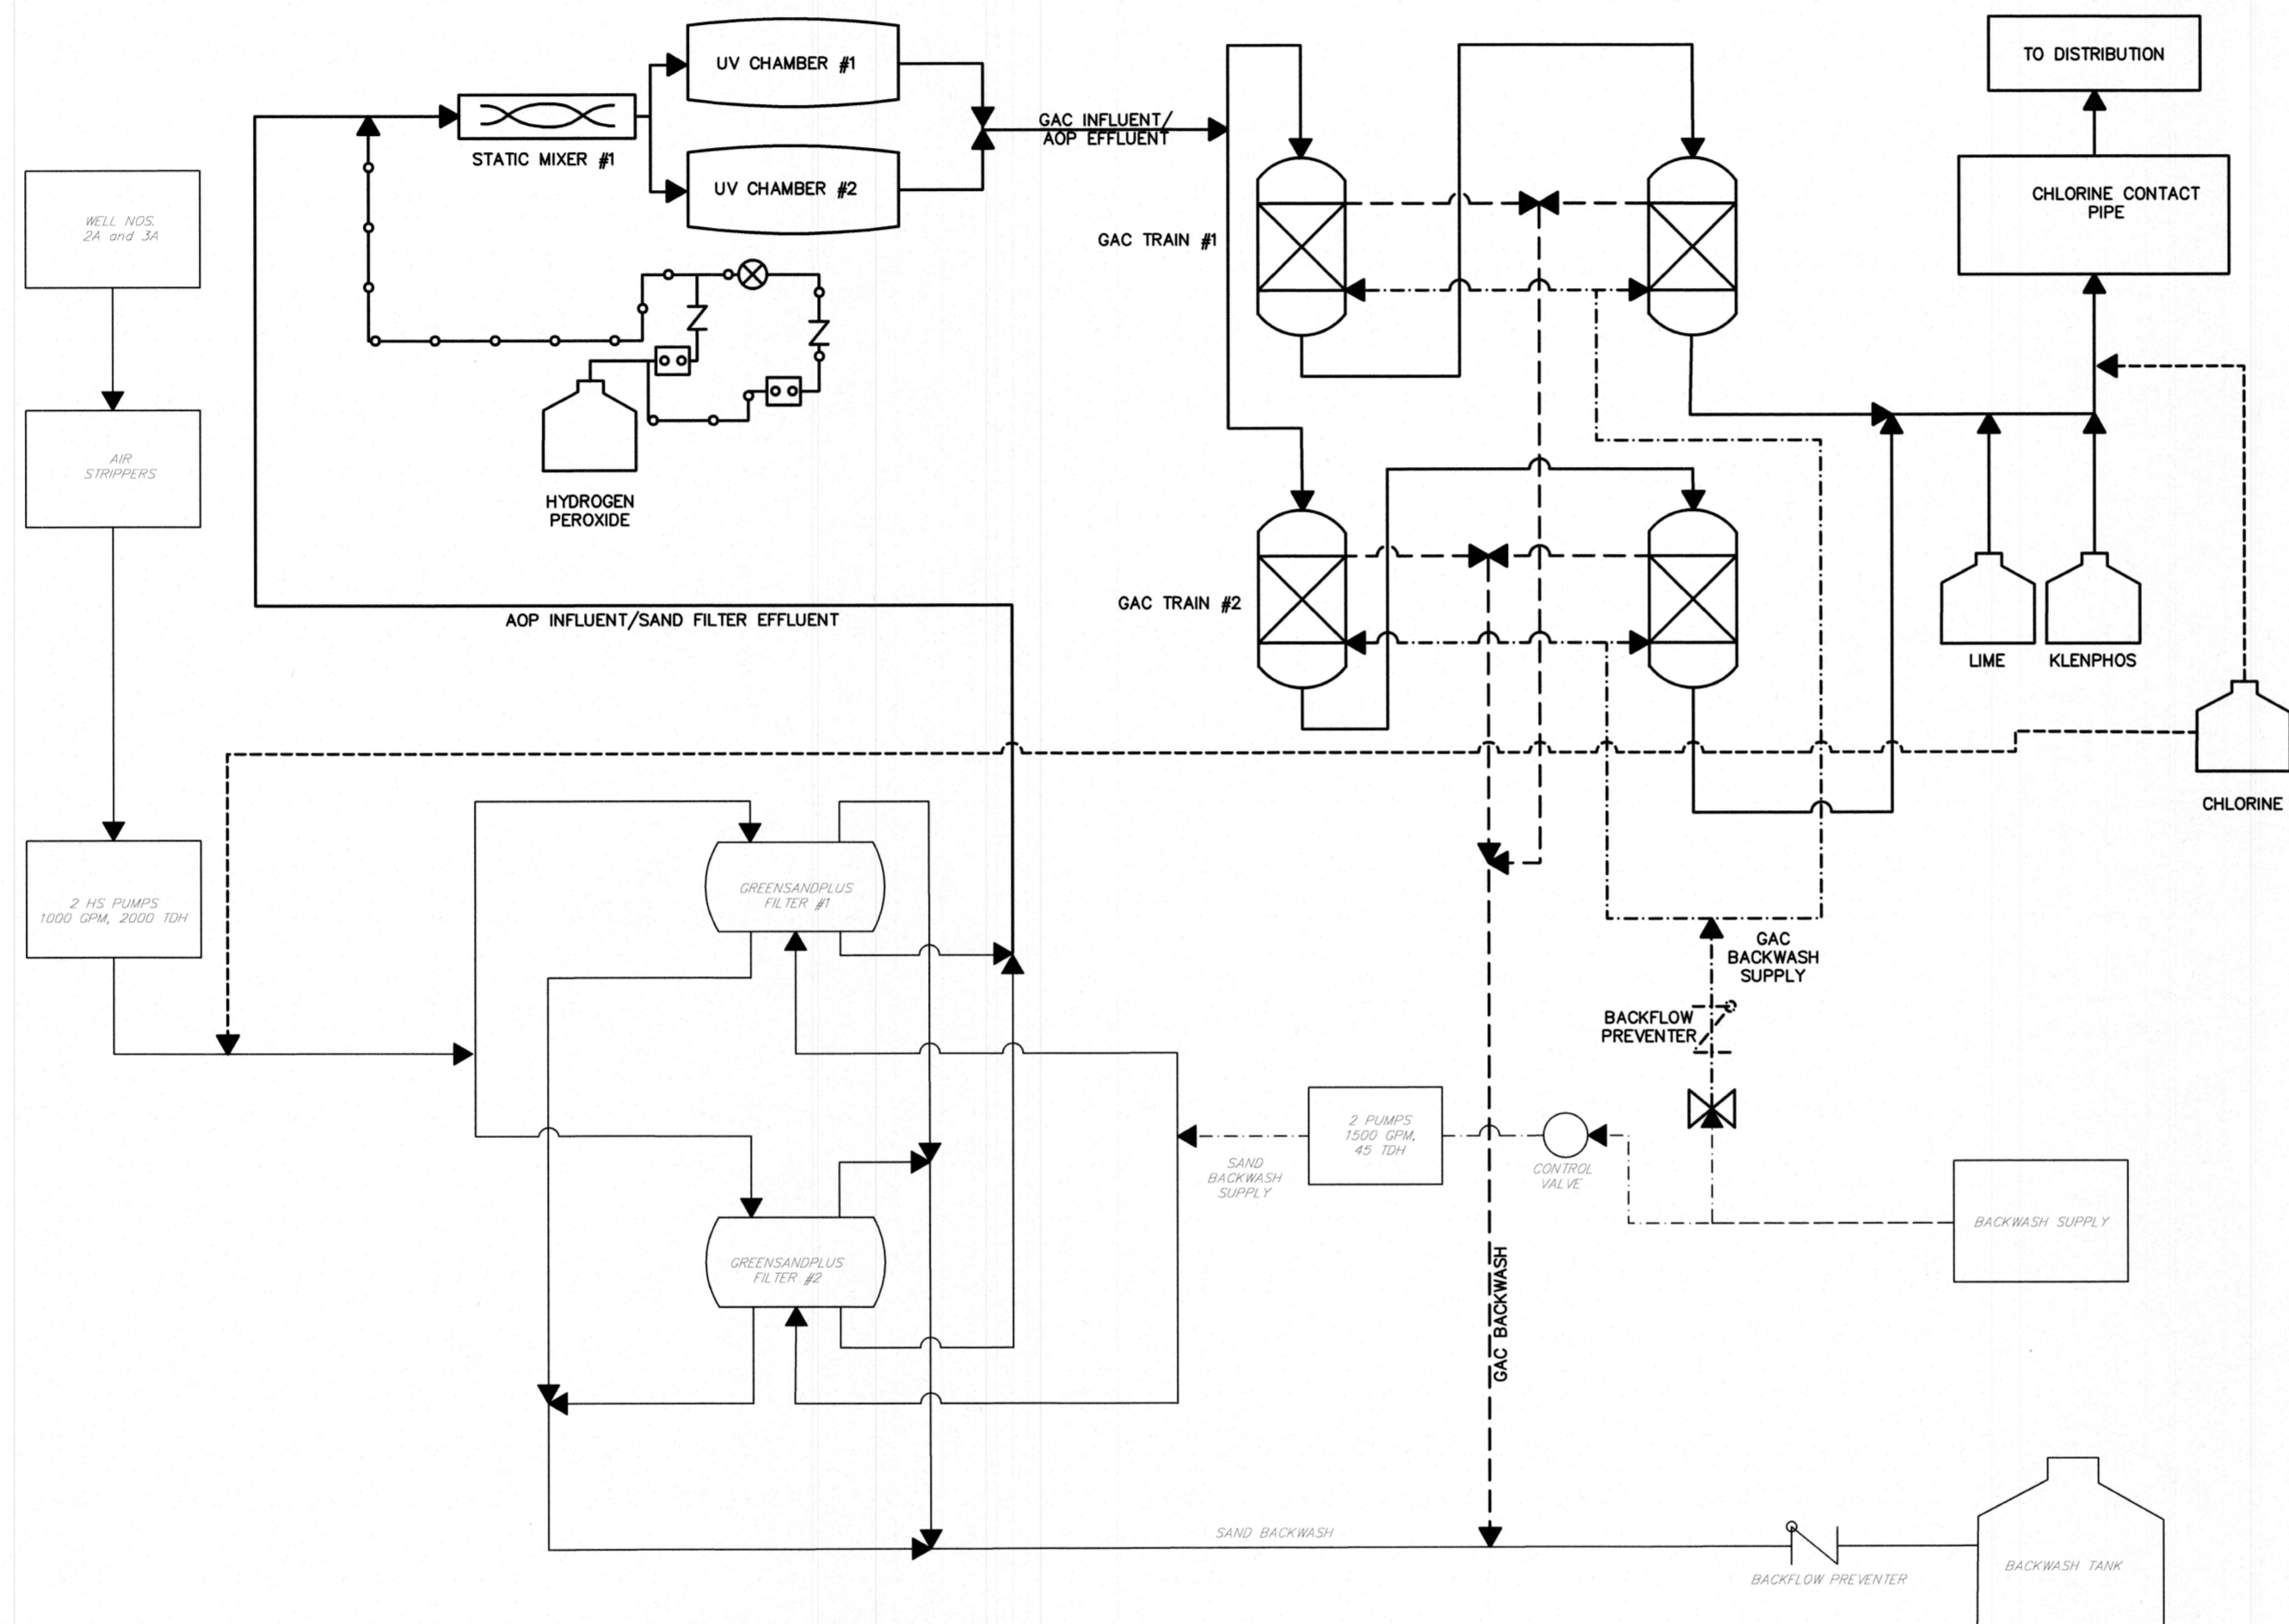 UV CHAMBER #1
TO DISTRIBUTION
GAC INFLUENT/
AOP EFFLUENT
STATIC MIXER #1
UV CHAMBER #2
CHLORINE CONTACT
PIPE
WELL NOS.
2A and 3A
GAC TRAIN #1
AIR
STRIPPERS
HYDROGEN
PEROXIDE
AOP INFLUENT/SAND FILTER EFFLUENT
GAC TRAIN #2
LIME
KLENPHOS
CHLORINE
2 HS PUMPS
1000 GPM, 2000 TDH
GREENSANDPLUS
FILTER #1
GAC
BACKWASH
SUPPLY
BACKFLOW
PREVENTER
2 PUMPS
1500 GPM,
45 TDH
SAND
BACKWASH
SUPPLY
CONTROL
VALVE
BACKWASH SUPPLY
GREENSANDPLUS
FILTER #2
GAC BACKWASH
SAND BACKWASH
BACKFLOW PREVENTER
BACKWASH TANK